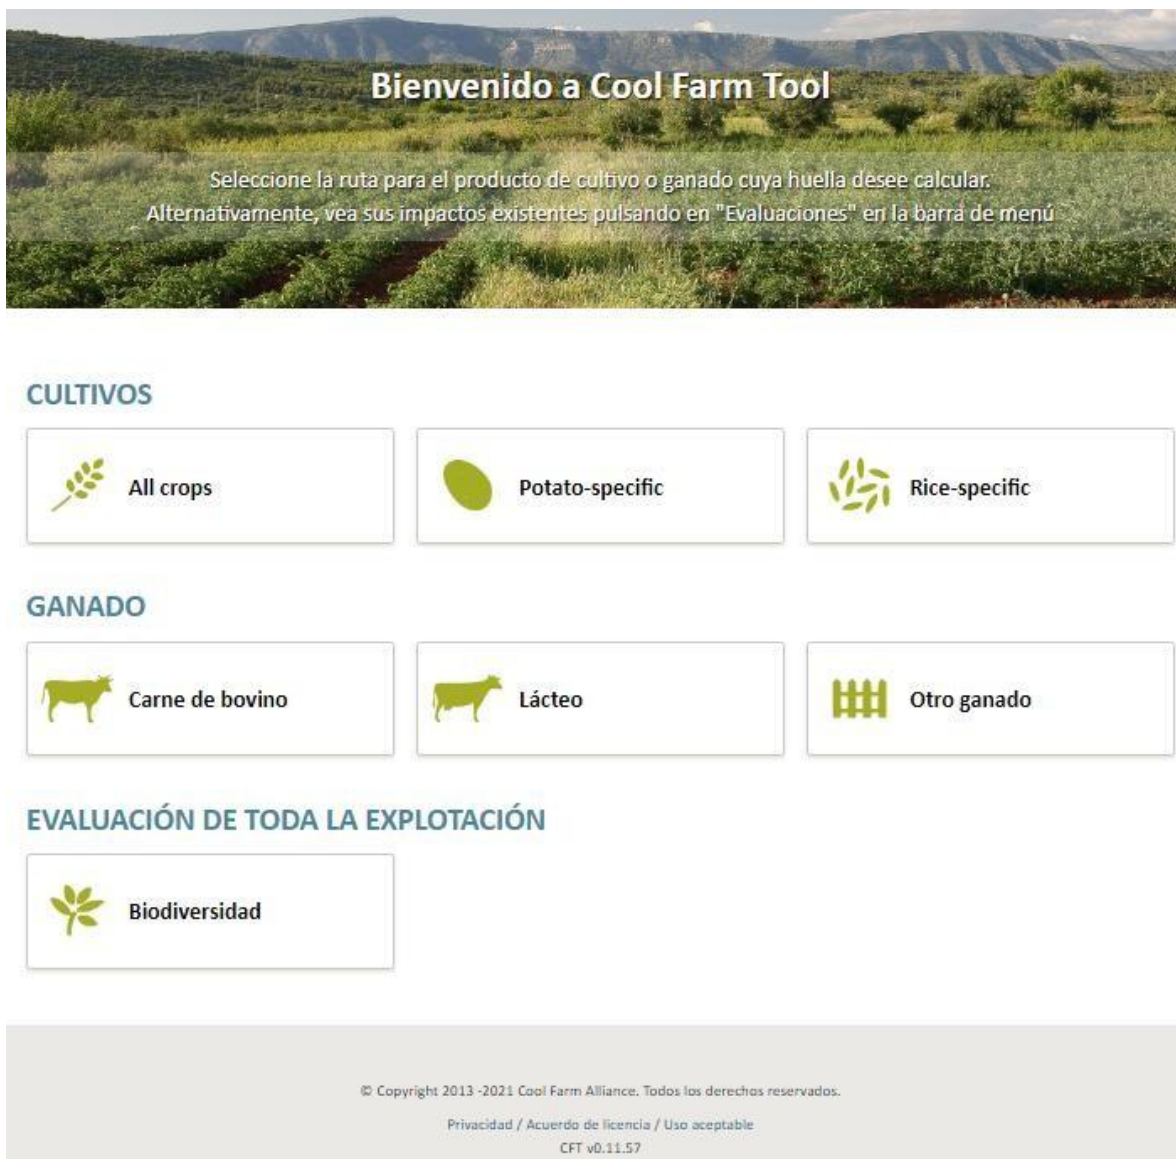 Bienvenido a Cool Farm Tool
Seleccione la ruta para el producto de cultivo o ganado cuya huella desee calcular.
Alternativamente, vea sus impactos existentes pulsando en "Evaluaciones" en la barra de menú
CULTIVOS
All crops
Potato-specific
Rice-specific
GANADO
Carne de bovino
Lácteo
Otro ganado
EVALUACIÓN DE TODA LA EXPLOTACIÓN
Biodiversidad
© Copyright 2013 -2021 Cool Farm Alliance. Todos los derechos reservados.
Privacidad / Acuerdo de licencia / Uso aceptable
CFT v0.11.57